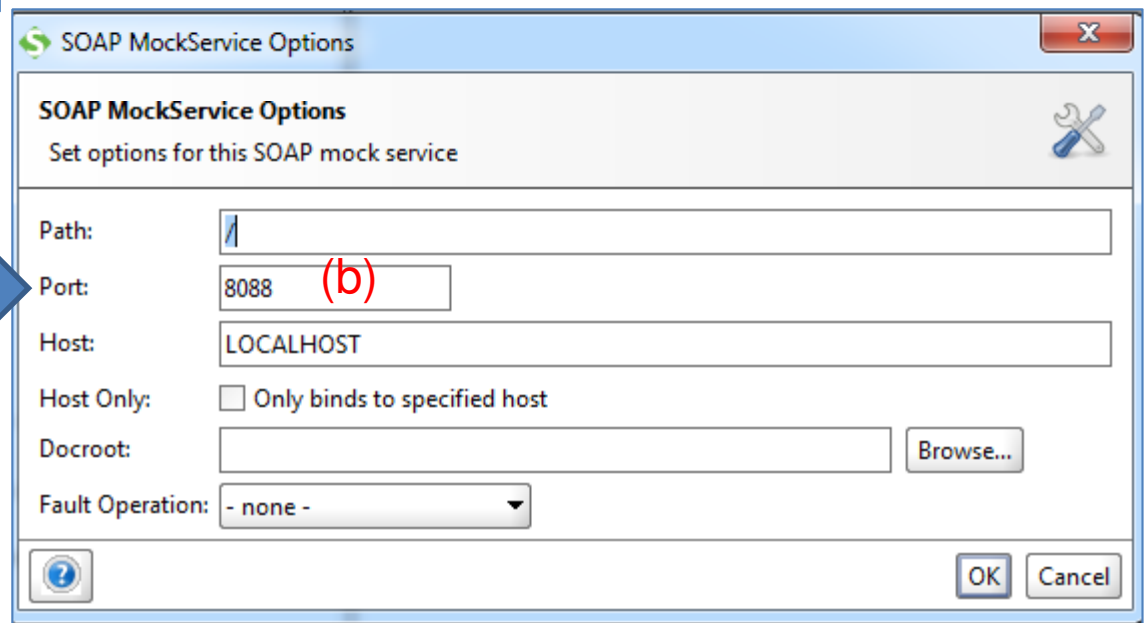 SOAP MockService Options
SOAP MockService Options
Set options for this SOAP mock service
Path: /
Port: 8088 (b)
Host: LOCALHOST
Host Only: Only binds to specified host
Docroot: Browse...
Fault Operation: - none -
? OK Cancel